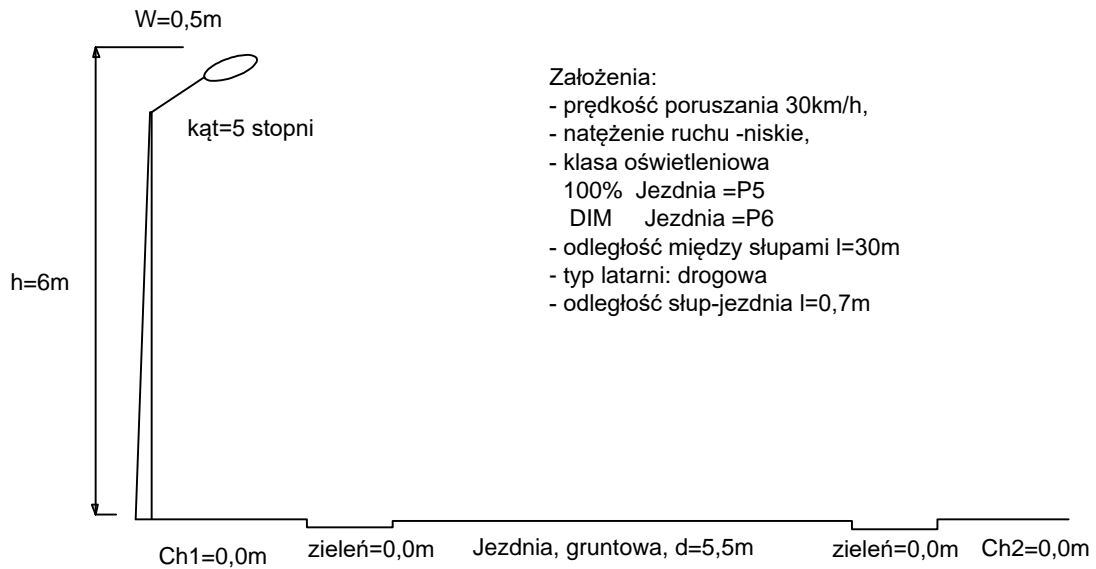 W=0,5m
kąt=5 stopni
h=6m
Założenia:
- prędkość poruszania 30km/h,
- natężenie ruchu -niskie,
- klasa oświetleniowa
100% Jezdnia =P5
DIM Jezdnia =P6
- odległość między słupami l=30m
- typ latarni: drogowa
- odległość słup-jezdnia l=0,7m
Ch1=0,0m
zieleń=0,0m
Jezdnia, gruntowa, d=5,5m
zieleń=0,0m
Ch2=0,0m